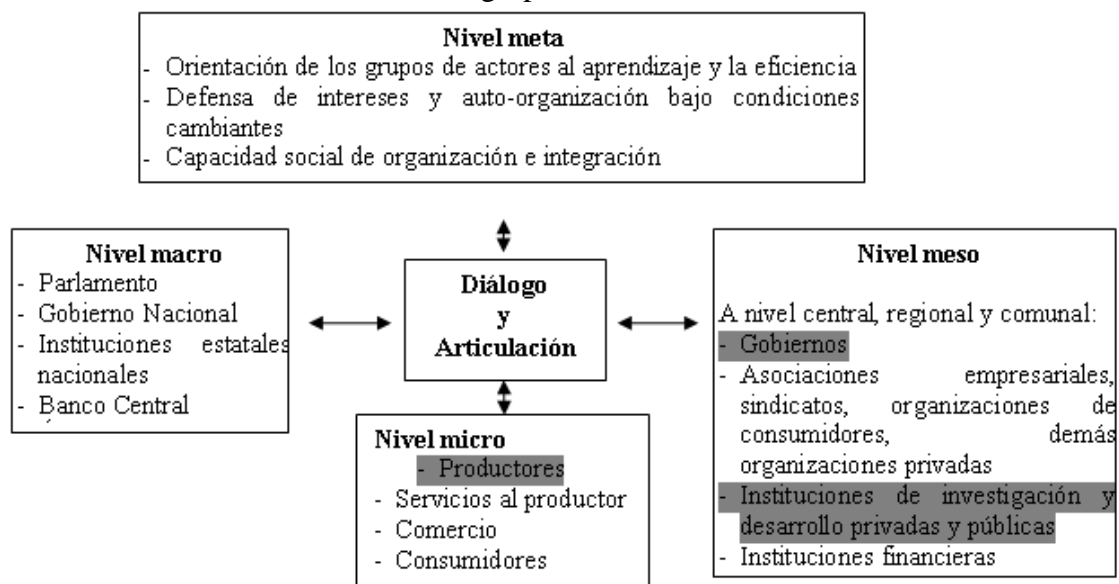 Nivel meta
- Orientación de los grupos de actores al aprendizaje y la eficiencia
- Defensa de intereses y auto-organización bajo condiciones
cambiantes
- Capacidad social de organización e integración
Nivel macro
- Parlamento
- Gobierno Nacional
- Instituciones estatales
nacionales
- Banco Central
Diálogo
y
Articulación
Nivel meso
A nivel central, regional y comunal:
- Gobiernos
- Asociaciones empresariales,
sindicatos, organizaciones de
consumidores, demás
organizaciones privadas
- Instituciones de investigación y
desarrollo privadas y públicas
- Instituciones financieras
Nivel micro
- Productores
- Servicios al productor
- Comercio
- Consumidores